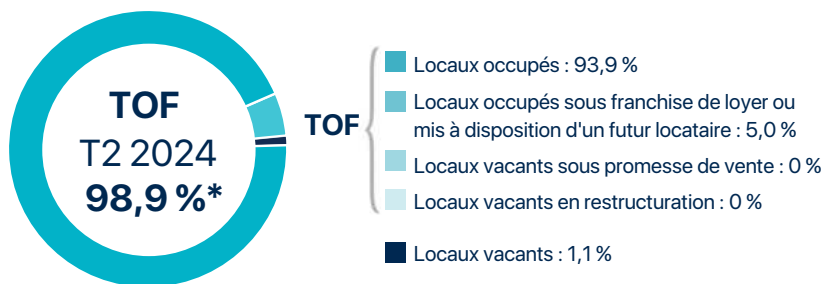 TOF
T2 2024
98,9 %*
TOF
Locaux occupés : 93,9 %
Locaux occupés sous franchise de loyer ou
mis à disposition d'un futur locataire : 5,0 %
Locaux vacants sous promesse de vente : 0 %
Locaux vacants en restructuration : 0 %
Locaux vacants : 1,1 %